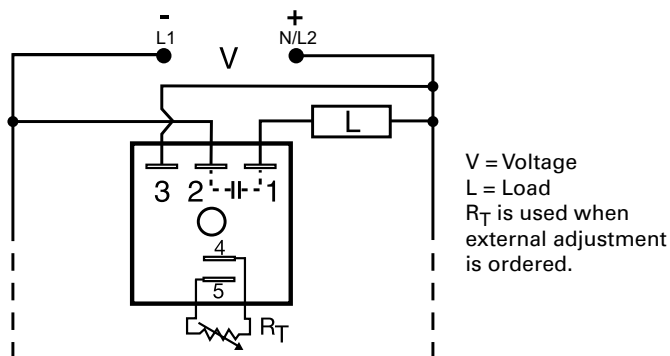 - +
L1 V N/L2
L
3 2 1
4
5
RT
V = Voltage
L = Load
RT is used when
external adjustment
is ordered.